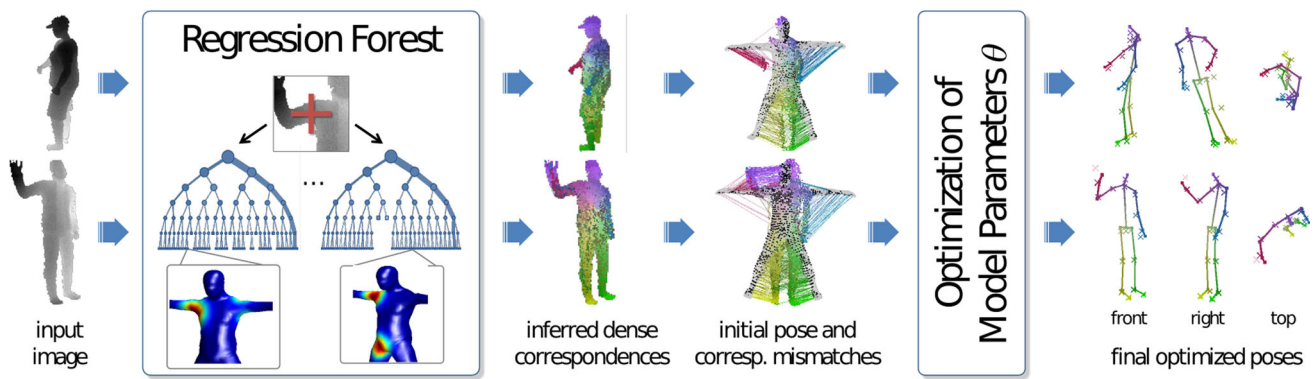 Regression Forest
...
input
image
inferred dense
correspondences
initial pose and
corresp. mismatches
Optimization of
Model Parameters θ
front right top
final optimized poses